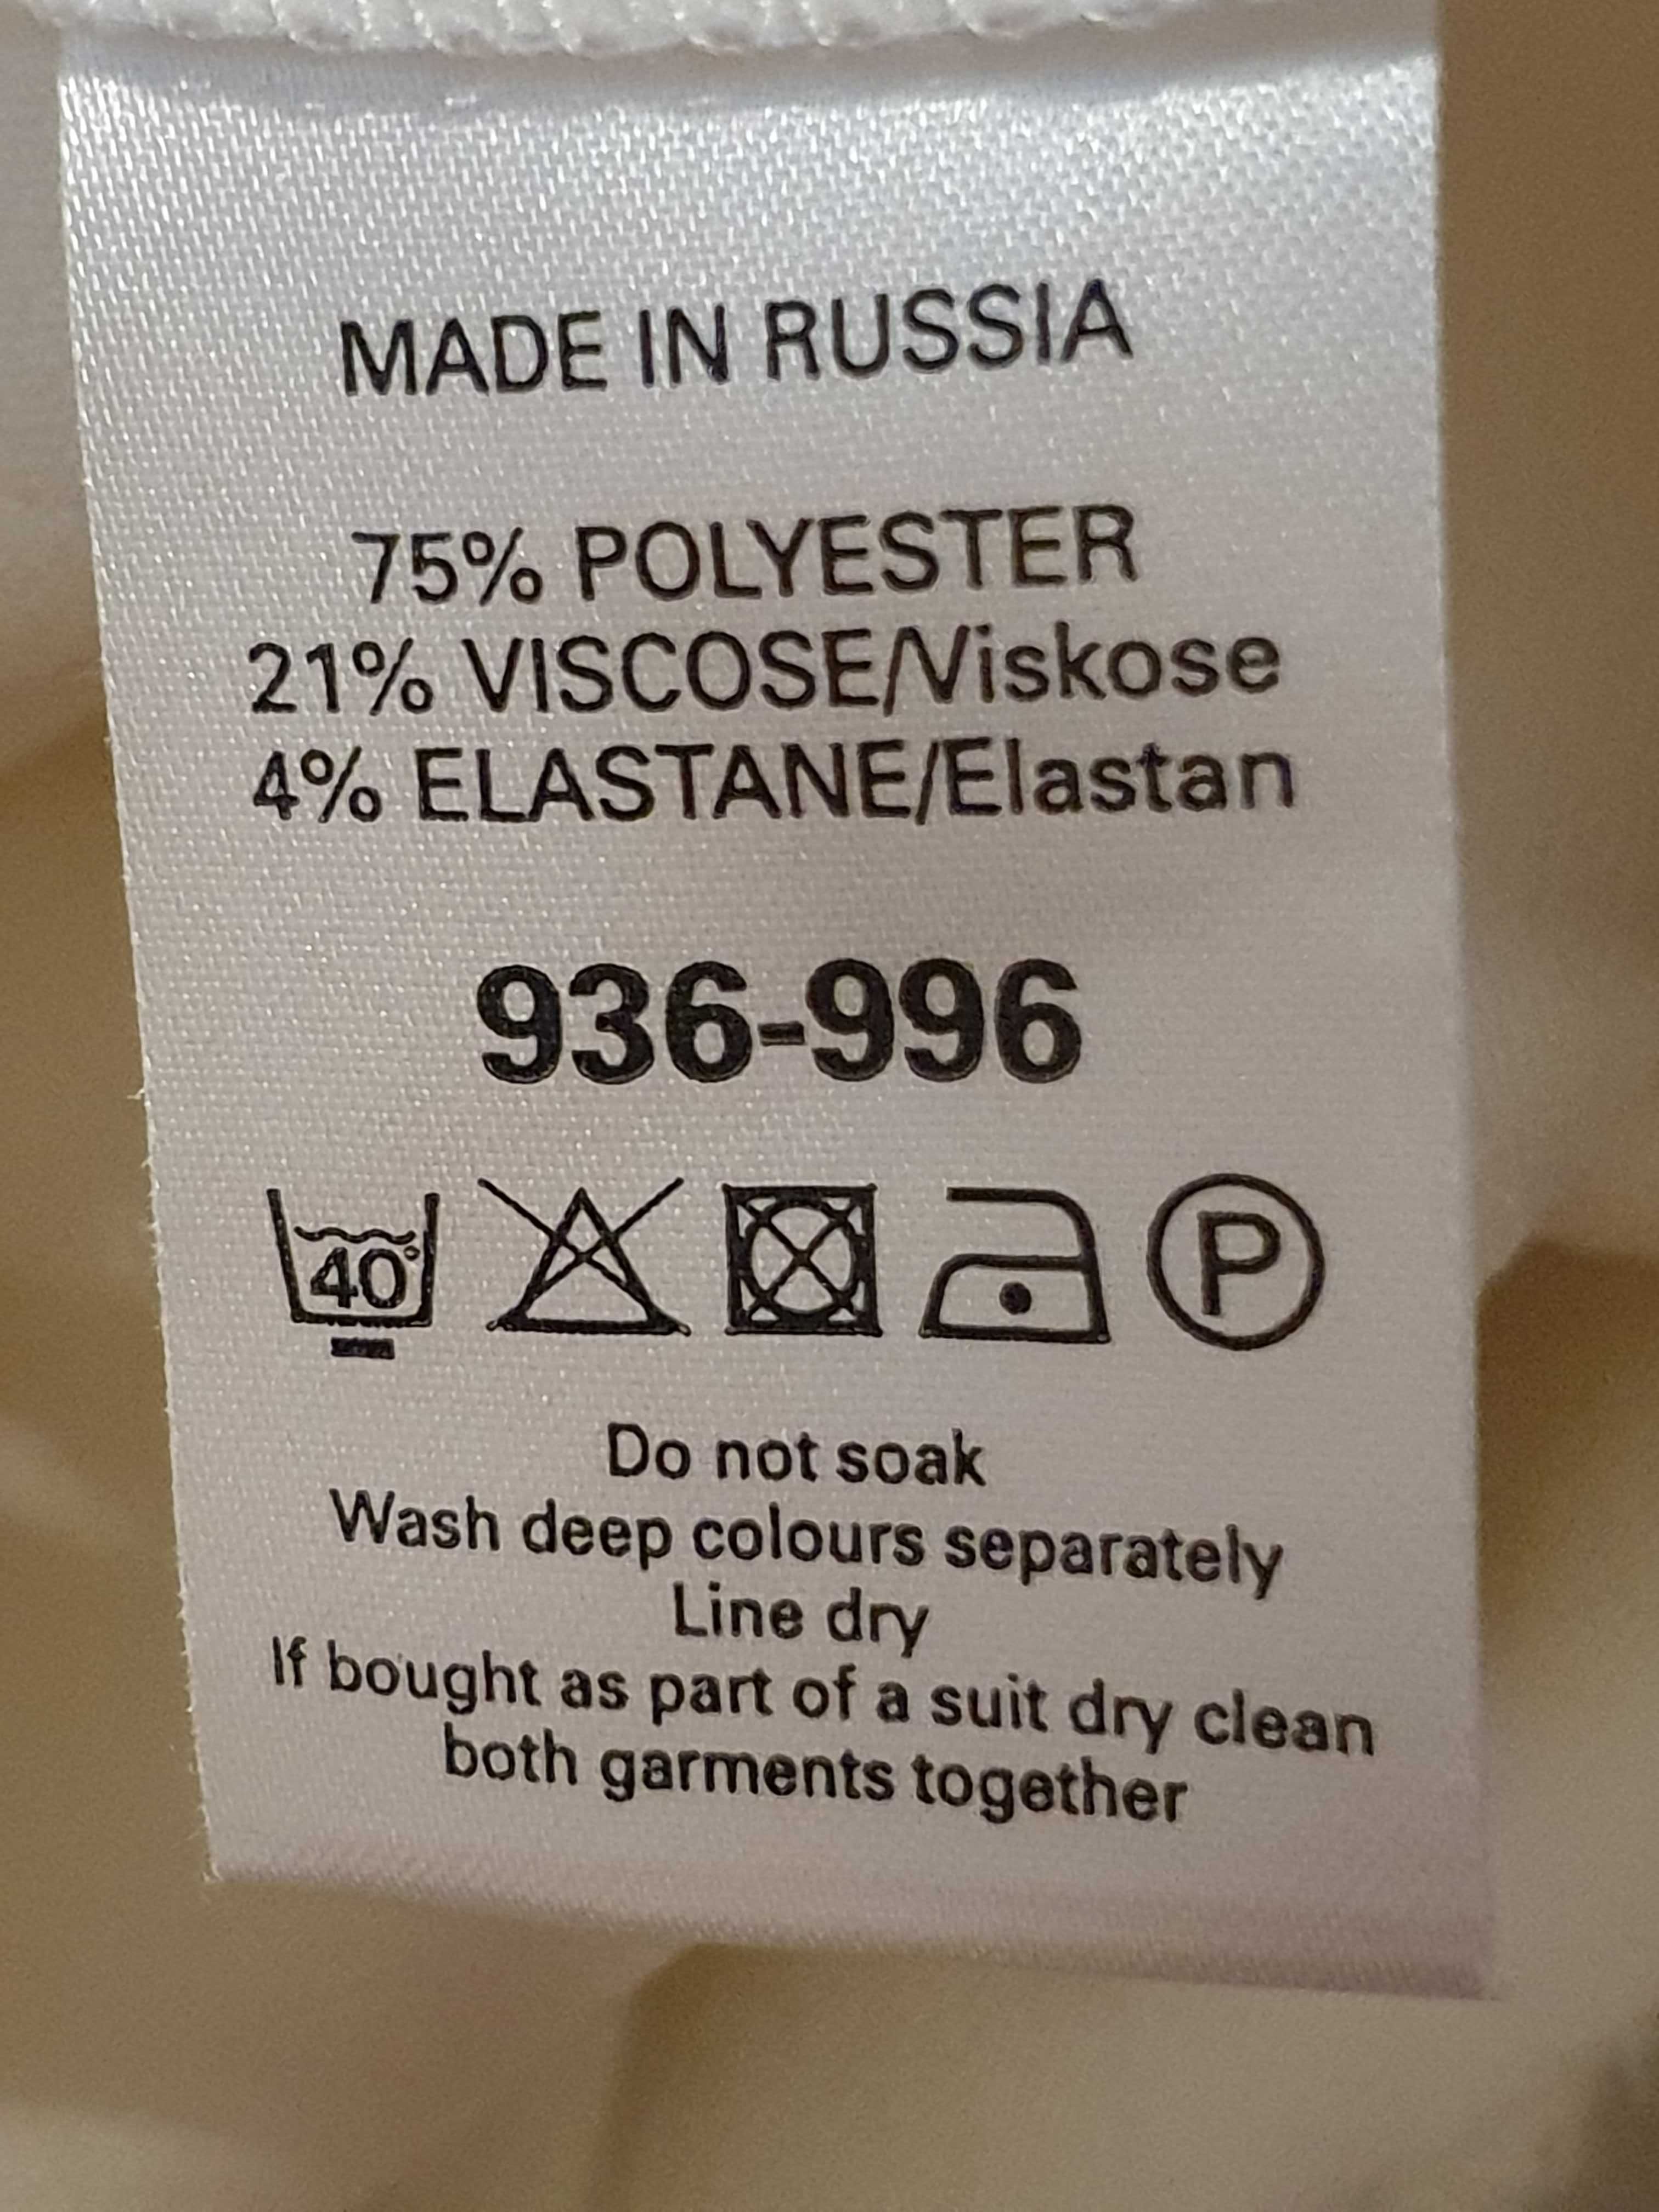 MADE IN RUSSIA
75% POLYESTER
21% VISCOSE/Viskose
4% ELASTANE/Elastan
936-996
40°
P
Do not soak
Wash deep colours separately
Line dry
If bought as part of a suit dry clean
both garments together